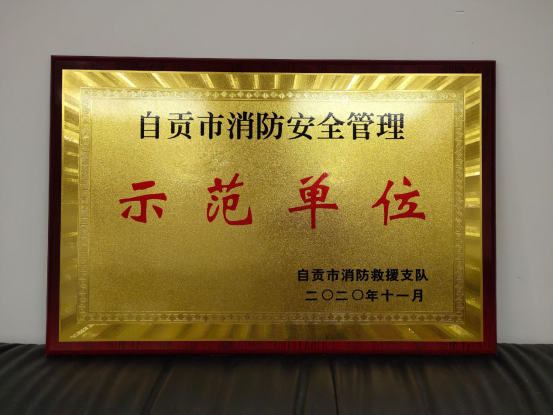 自贡市消防安全管理
示范单位
自贡市消防救援支队
二〇二〇年十一月